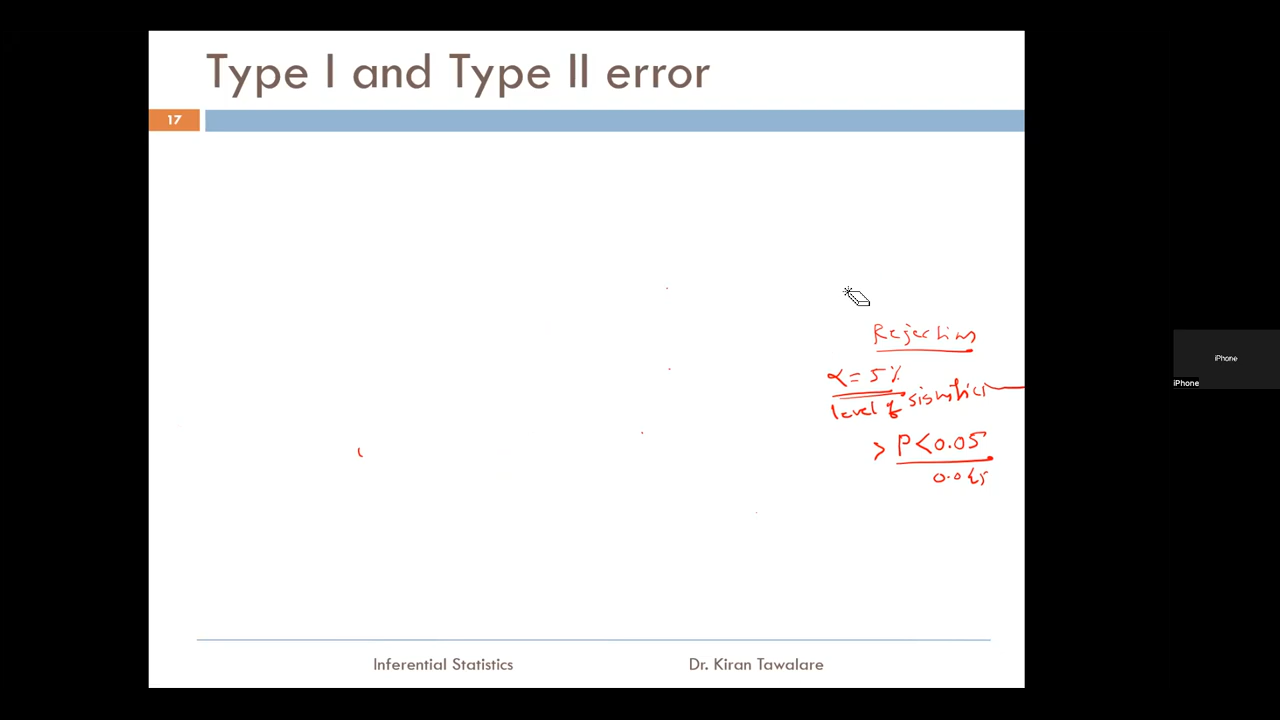 Type I and Type II error
17
Rejection
α = 5%
level of
> P < 0.05
0.045
iPhone
iPhone
Inferential Statistics
Dr. Kiran Tawalare